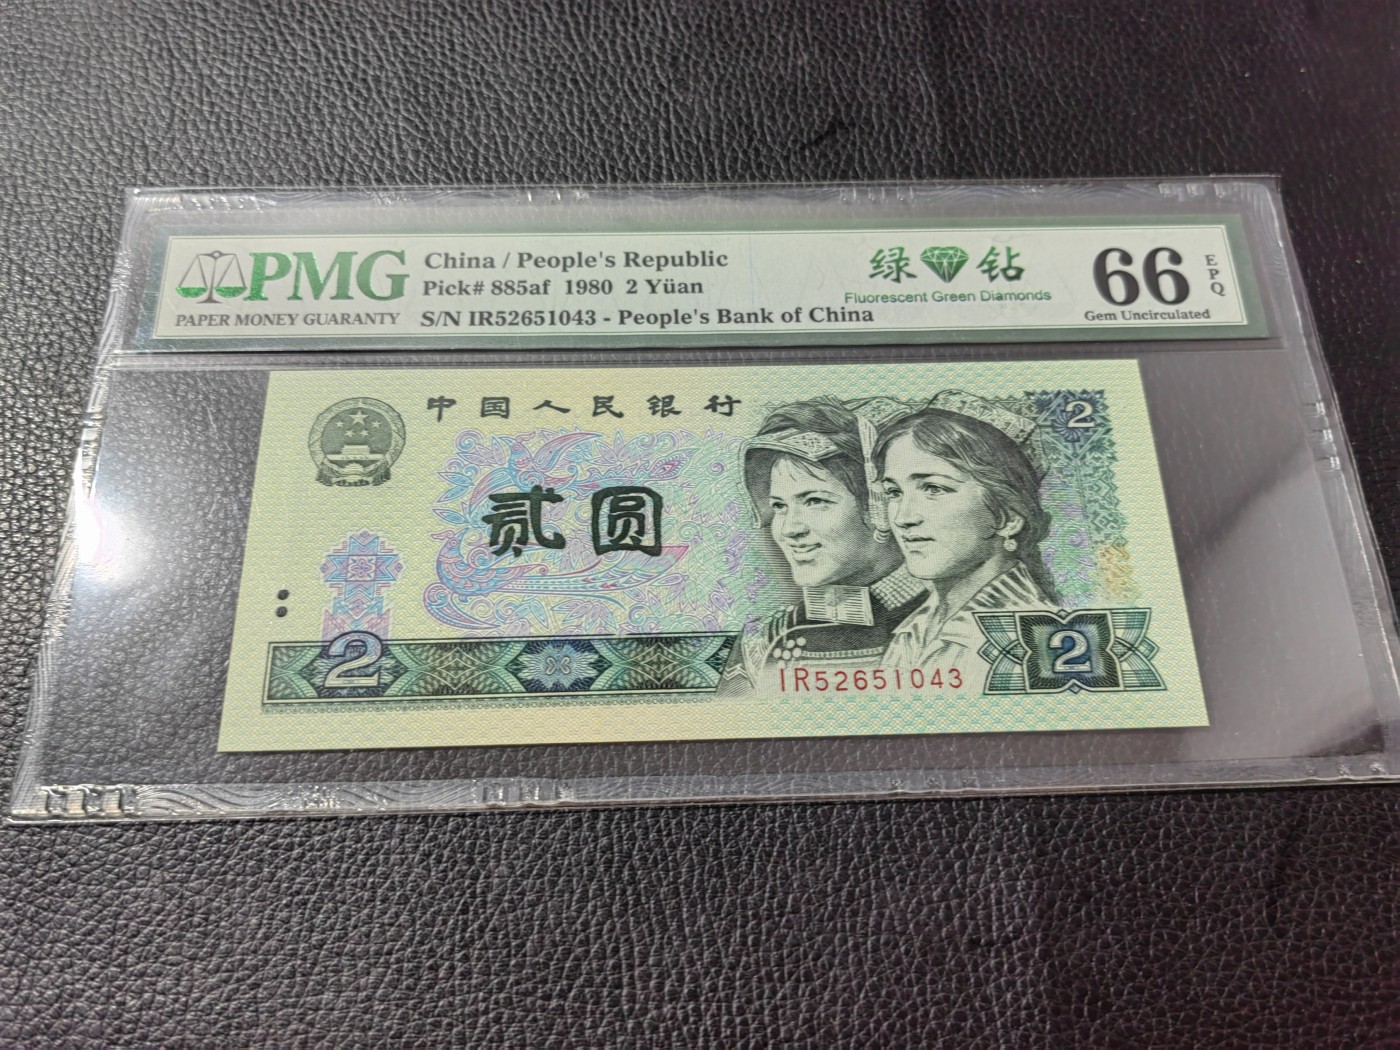 PMG
PAPER MONEY GUARANTY
China / People's Republic
Pick# 885af 1980 2 Yüan
S/N IR52651043 - People's Bank of China
绿 钻
Fluorescent Green Diamonds
66
EPQ
Gem Uncirculated
中国人民银行
2
贰圆
2
IR52651043
2